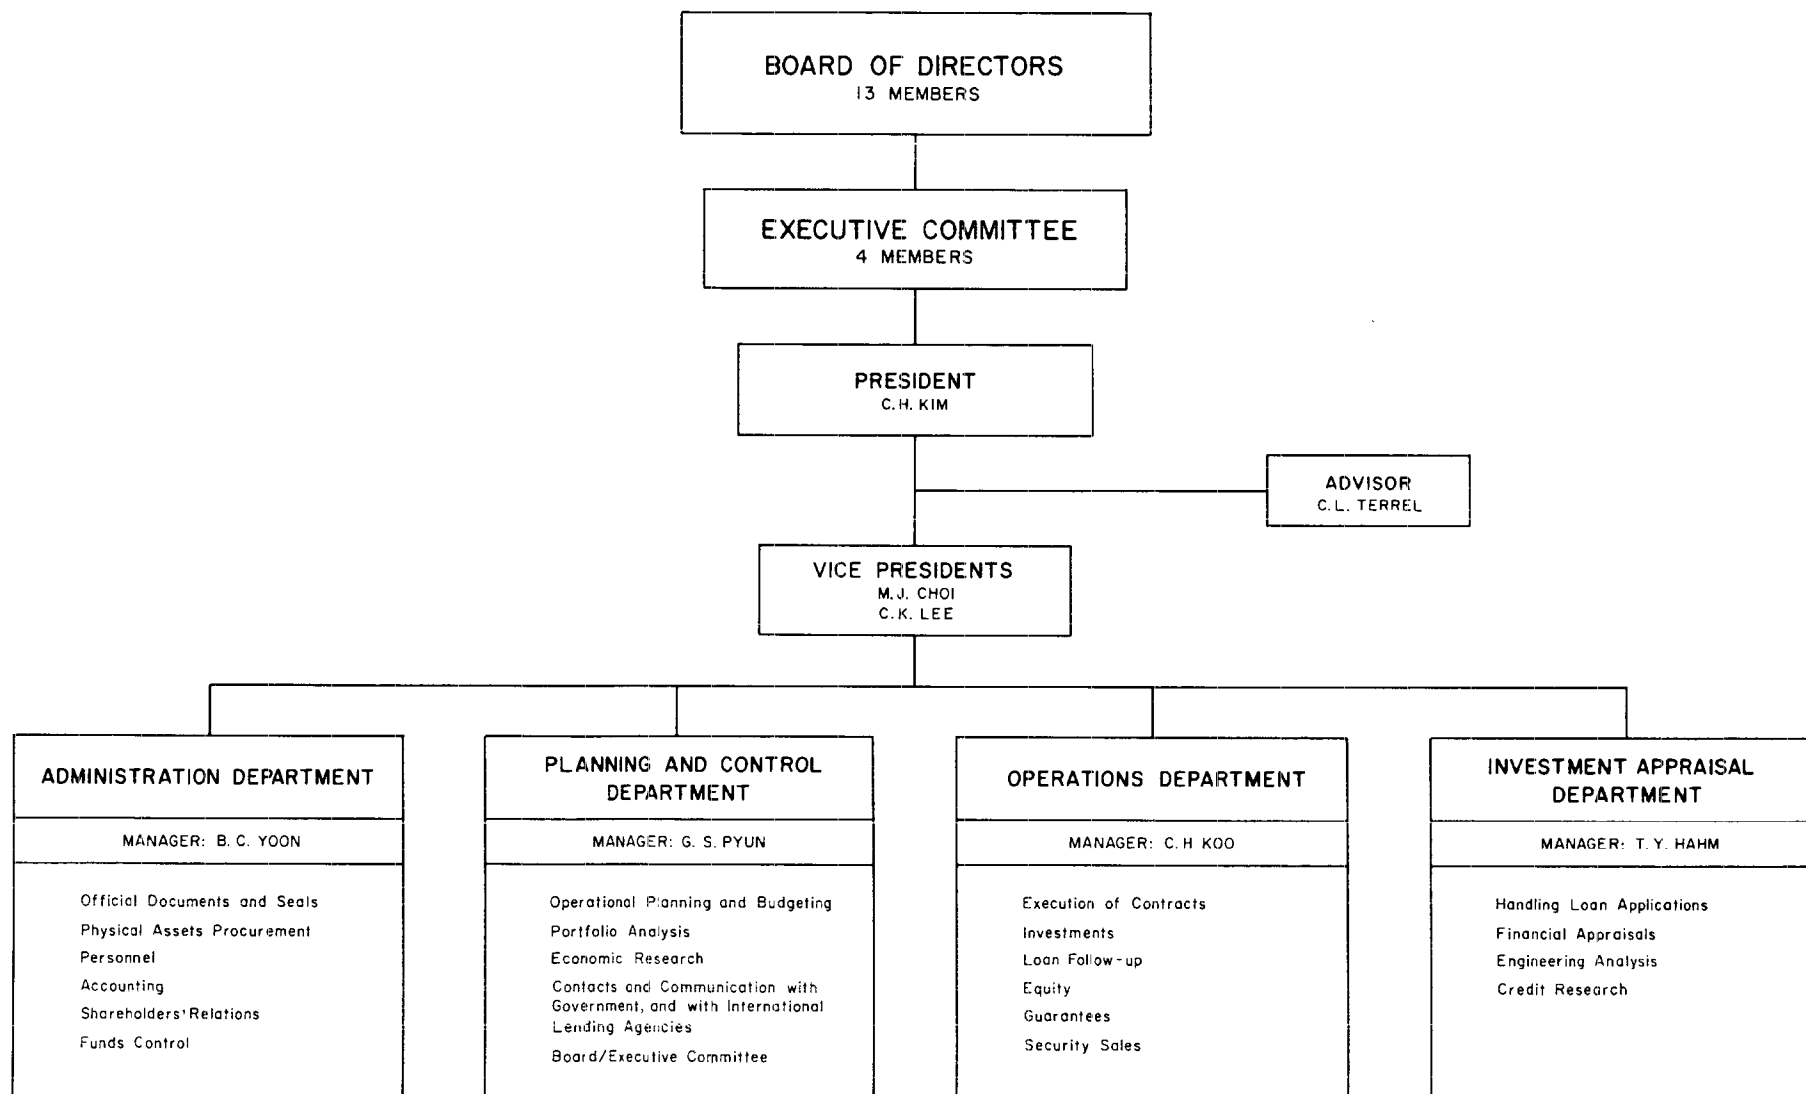 BOARD OF DIRECTORS
13 MEMBERS
EXECUTIVE COMMITTEE
4 MEMBERS
PRESIDENT
C.H. KIM
ADVISOR
C.L. TERREL
VICE PRESIDENTS
M.J. CHOI
C.K. LEE
ADMINISTRATION DEPARTMENT
MANAGER: B.C. YOON
Official Documents and Seals
Physical Assets Procurement
Personnel
Accounting
Shareholders' Relations
Funds Control
PLANNING AND CONTROL
DEPARTMENT
MANAGER: G.S. PYUN
Operational Planning and Budgeting
Portfolio Analysis
Economic Research
Contacts and Communication with
Government, and with International
Lending Agencies
Board/Executive Committee
OPERATIONS DEPARTMENT
MANAGER: C.H KOO
Execution of Contracts
Investments
Loan Follow-up
Equity
Guarantees
Security Sales
INVESTMENT APPRAISAL
DEPARTMENT
MANAGER: T.Y. HAHM
Handling Loan Applications
Financial Appraisals
Engineering Analysis
Credit Research